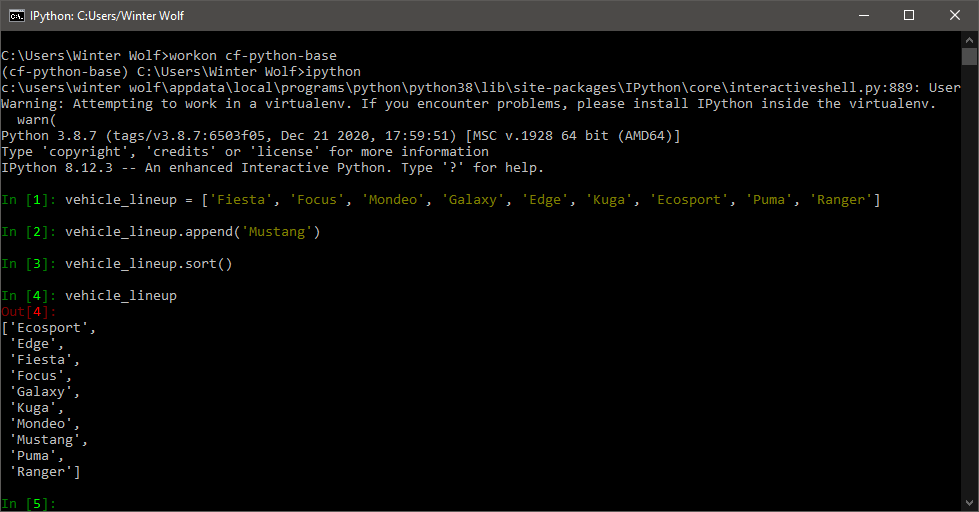 IPython: C:Users/Winter Wolf
C:\Users\Winter Wolf>workon cf-python-base
(cf-python-base) C:\Users\Winter Wolf>ipython
c:\users\winter wolf\appdata\local\programs\python\python38\lib\site-packages\IPython\core\interactiveshell.py:889: User
Warning: Attempting to work in a virtualenv. If you encounter problems, please install IPython inside the virtualenv.
  warn(
Python 3.8.7 (tags/v3.8.7:6503f05, Dec 21 2020, 17:59:51) [MSC v.1928 64 bit (AMD64)]
Type 'copyright', 'credits' or 'license' for more information
IPython 8.12.3 -- An enhanced Interactive Python. Type '?' for help.
In [1]: vehicle_lineup = ['Fiesta', 'Focus', 'Mondeo', 'Galaxy', 'Edge', 'Kuga', 'Ecosport', 'Puma', 'Ranger']
In [2]: vehicle_lineup.append('Mustang')
In [3]: vehicle_lineup.sort()
In [4]: vehicle_lineup
Out[4]:
['Ecosport',
 'Edge',
 'Fiesta',
 'Focus',
 'Galaxy',
 'Kuga',
 'Mondeo',
 'Mustang',
 'Puma',
 'Ranger']
In [5]: